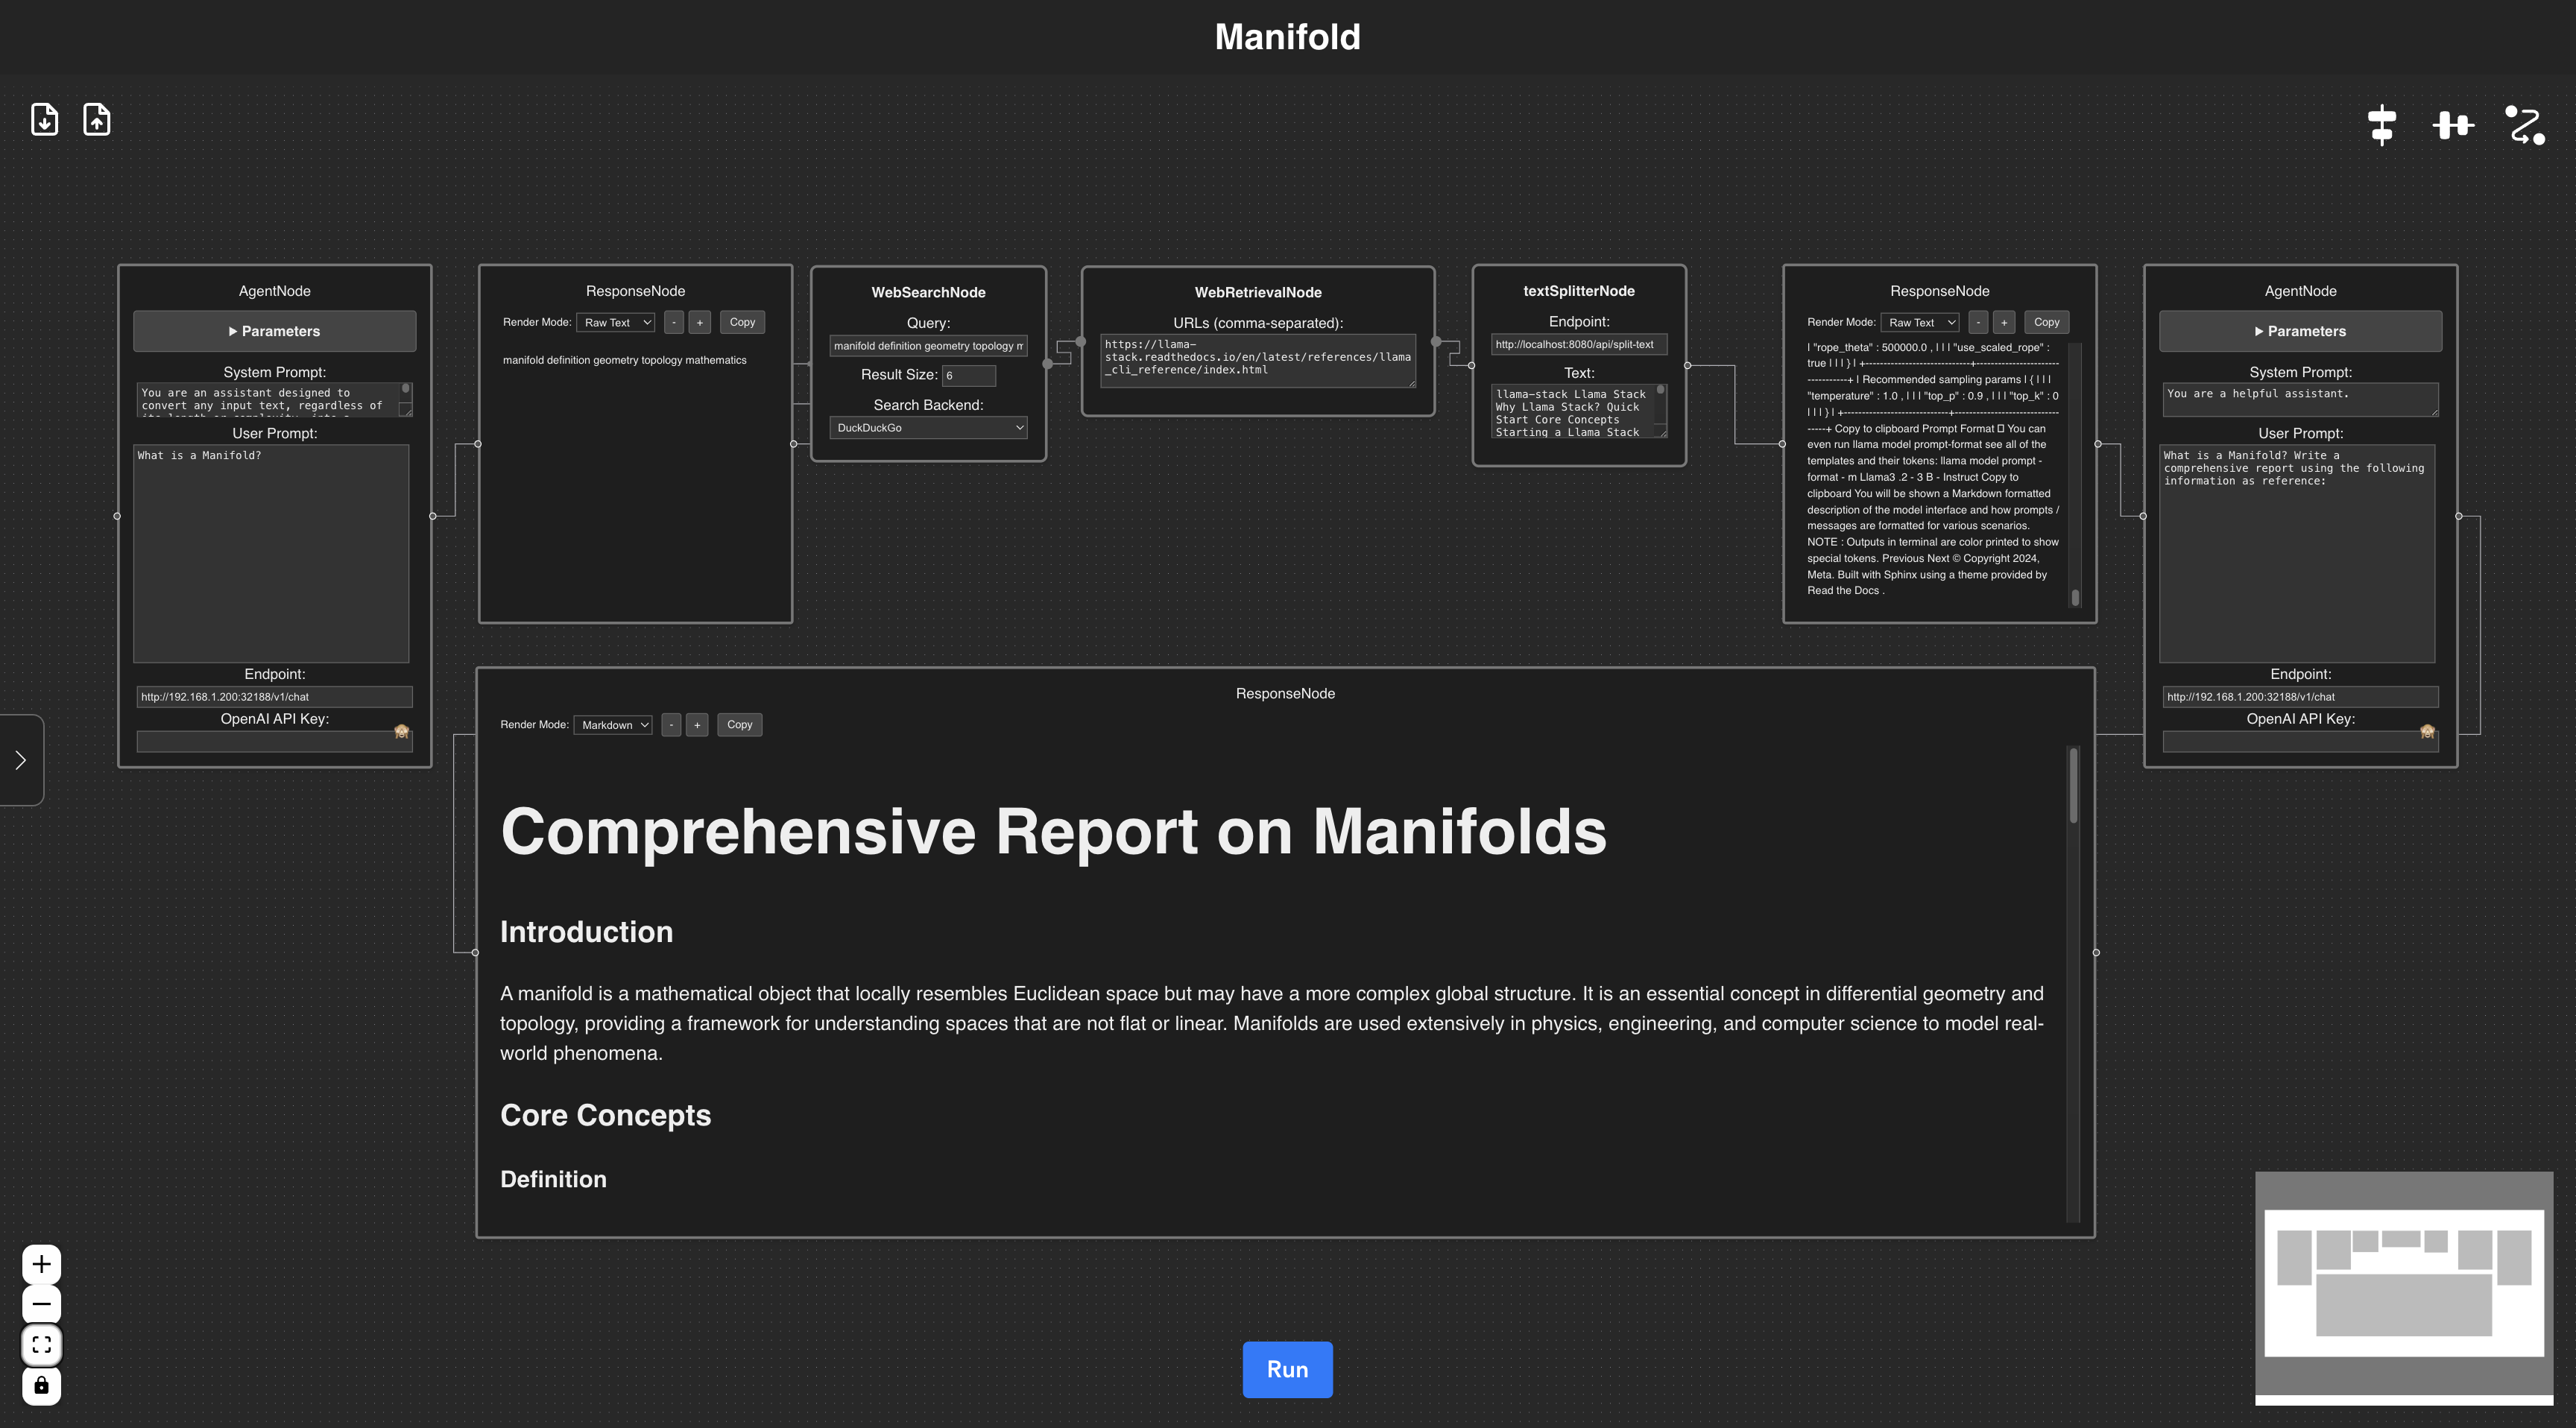 Manifold
AgentNode
Parameters
System Prompt:
You are an assistant designed to
convert any input text, regardless of
User Prompt:
What is a Manifold?
Endpoint:
http://192.168.1.200:32188/v1/chat
OpenAI API Key:
ResponseNode
Render Mode: Raw Text - + Copy
manifold definition geometry topology mathematics
WebSearchNode
Query:
manifold definition geometry topology m
Result Size: 6
Search Backend:
DuckDuckGo
WebRetrievalNode
URLs (comma-separated):
https://llama-
stack.readthedocs.io/en/latest/references/llama
_cli_reference/index.html
textSplitterNode
Endpoint:
http://localhost:8080/api/split-text
Text:
llama-stack Llama Stack
Why Llama Stack? Quick
Start Core Concepts
Starting a Llama Stack
ResponseNode
Render Mode: Raw Text - + Copy
| "rope_theta" : 500000.0 , | | | "use_scaled_rope" :
true | | | } | +-----------------------------+-----------------------
------------+ | Recommended sampling params | { | | |
"temperature" : 1.0 , | | | "top_p" : 0.9 , | | | "top_k" : 0
| | | } | +-----------------------------+-----------------------------
-----+ Copy to clipboard Prompt Format You can
even run llama model prompt-format see all of the
templates and their tokens: llama model prompt -
format - m Llama3 .2 - 3 B - Instruct Copy to
clipboard You will be shown a Markdown formatted
description of the model interface and how prompts /
messages are formatted for various scenarios.
NOTE : Outputs in terminal are color printed to show
special tokens. Previous Next © Copyright 2024,
Meta. Built with Sphinx using a theme provided by
Read the Docs .
AgentNode
Parameters
System Prompt:
You are a helpful assistant.
User Prompt:
What is a Manifold? Write a
comprehensive report using the following
information as reference:
Endpoint:
http://192.168.1.200:32188/v1/chat
OpenAI API Key:
ResponseNode
Render Mode: Markdown - + Copy
Comprehensive Report on Manifolds
Introduction
A manifold is a mathematical object that locally resembles Euclidean space but may have a more complex global structure. It is an essential concept in differential geometry and
topology, providing a framework for understanding spaces that are not flat or linear. Manifolds are used extensively in physics, engineering, and computer science to model real-
world phenomena.
Core Concepts
Definition
Run